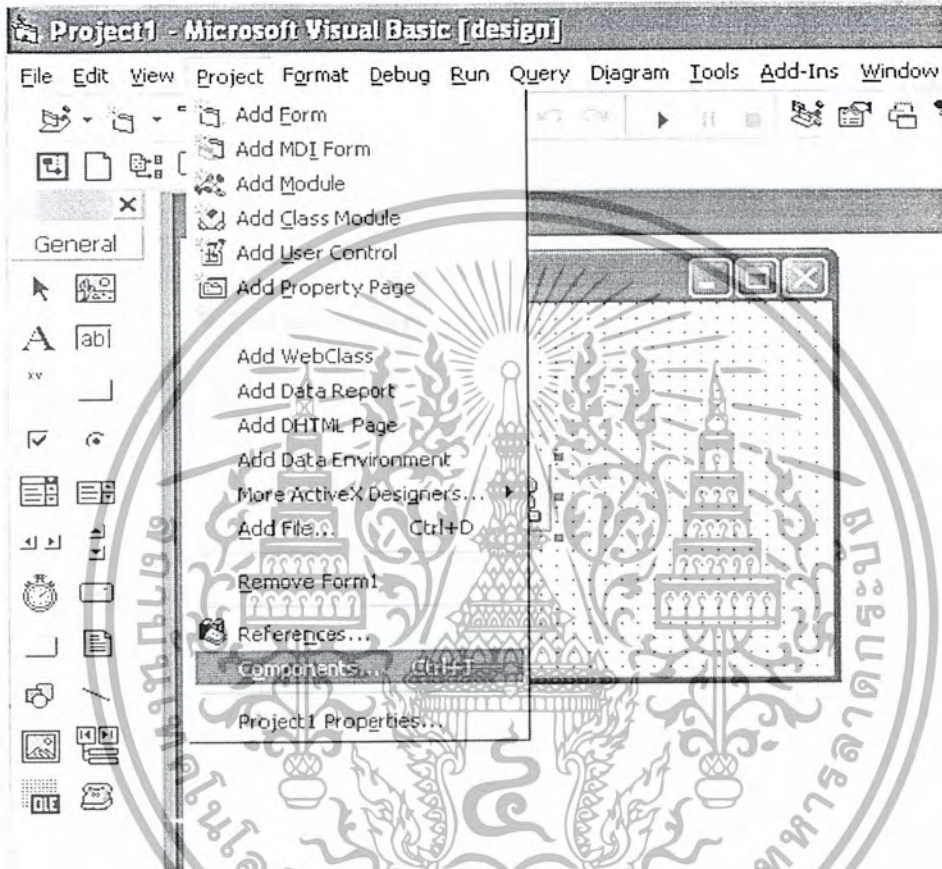 Project1 - Microsoft Visual Basic [design]
File Edit View Project Format Debug Run Query Diagram Tools Add-Ins Window
Add Form
Add MDI Form
Add Module
Add Class Module
General
Add User Control
Add Property Page
A ab|
Add WebClass
xv
Add Data Report
Add DHTML Page
Add Data Environment
More ActiveX Designers...
Add File... Ctrl+D
Remove Form1
References...
Components... Ctrl+T
Project1 Properties...
OLE